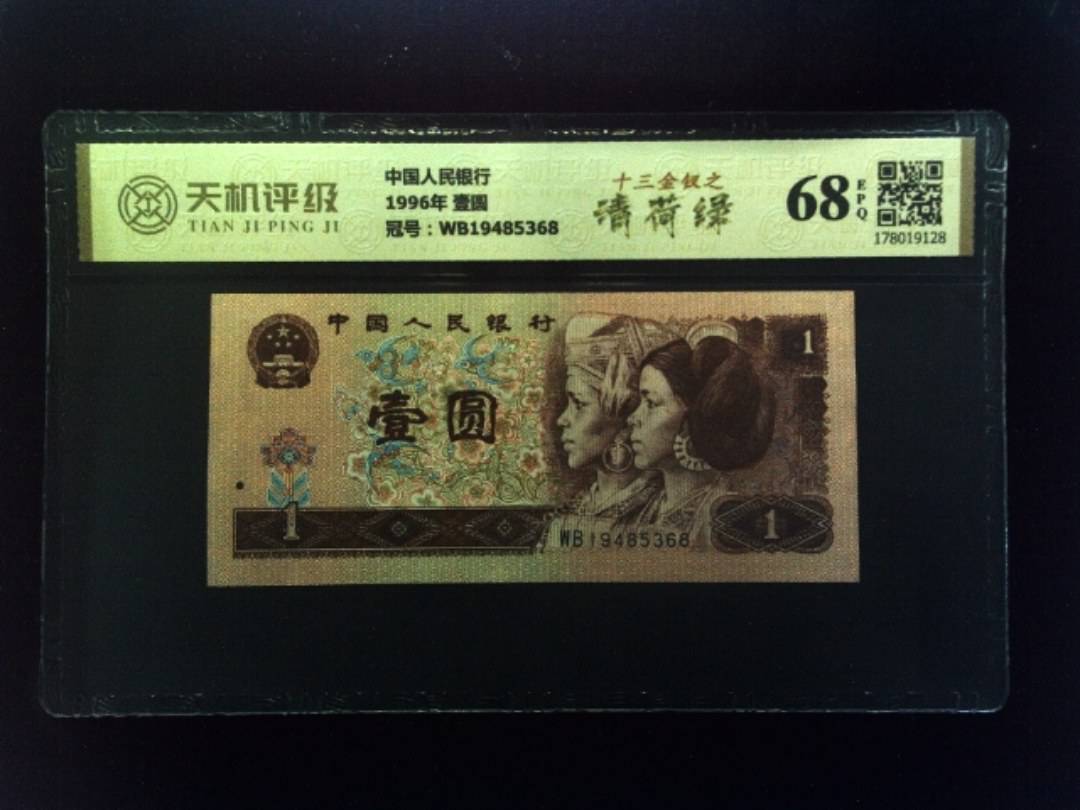 天机评级
TIAN JI PING JI
中国人民银行
1996年 壹圆
冠号：WB19485368
十三金钗之
清荷绿
68
EPQ
178019128
中国人民银行
1
壹圆
1
WB19485368
1